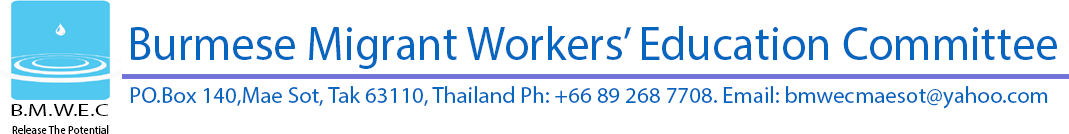 Burmese Migrant Workers’ Education Committee
PO.Box 140,Mae Sot, Tak 63110, Thailand Ph: +66 89 268 7708. Email: bmwecmaesot@yahoo.com
B.M.W.E.C
Release The Potential